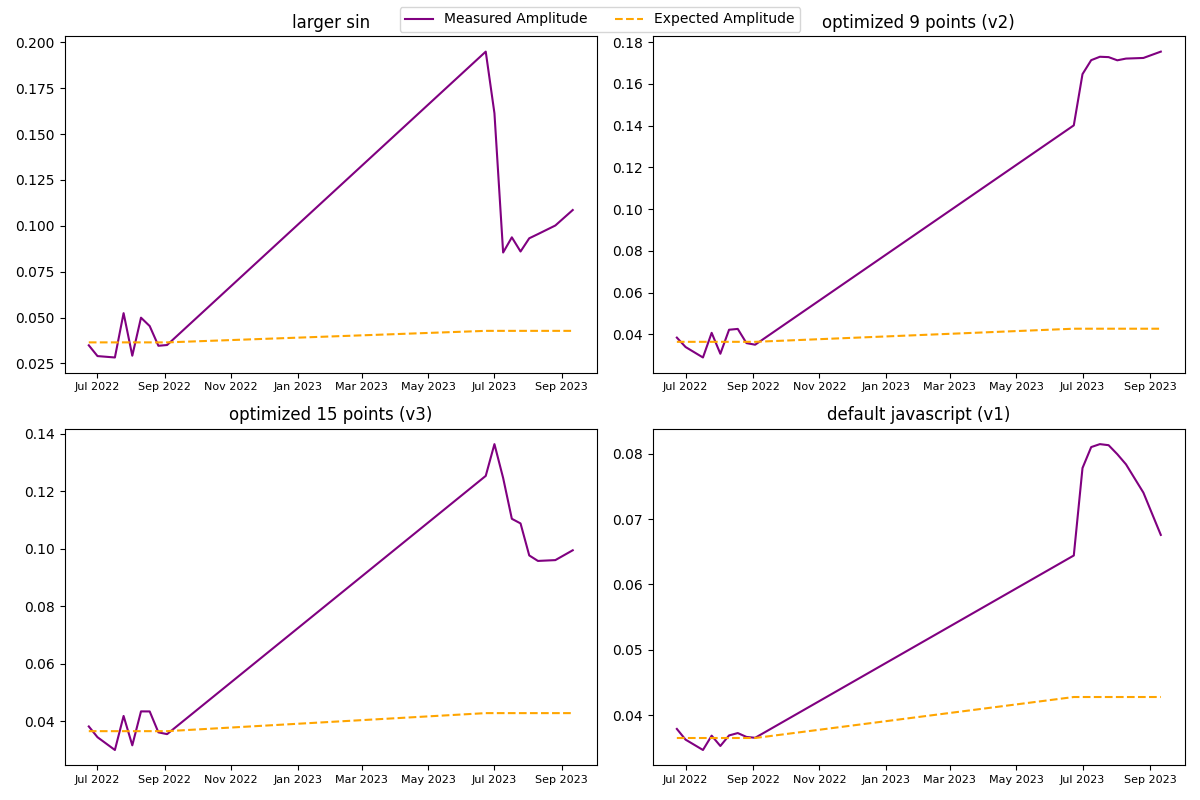 larger sin
Measured Amplitude
Expected Amplitude
optimized 9 points (v2)
0.200
0.175
0.150
0.125
0.100
0.075
0.050
0.025
Jul 2022 Sep 2022 Nov 2022 Jan 2023 Mar 2023 May 2023 Jul 2023 Sep 2023
0.18
0.16
0.14
0.12
0.10
0.08
0.06
0.04
Jul 2022 Sep 2022 Nov 2022 Jan 2023 Mar 2023 May 2023 Jul 2023 Sep 2023
optimized 15 points (v3)
0.14
0.12
0.10
0.08
0.06
0.04
Jul 2022 Sep 2022 Nov 2022 Jan 2023 Mar 2023 May 2023 Jul 2023 Sep 2023
default javascript (v1)
0.08
0.07
0.06
0.05
0.04
Jul 2022 Sep 2022 Nov 2022 Jan 2023 Mar 2023 May 2023 Jul 2023 Sep 2023